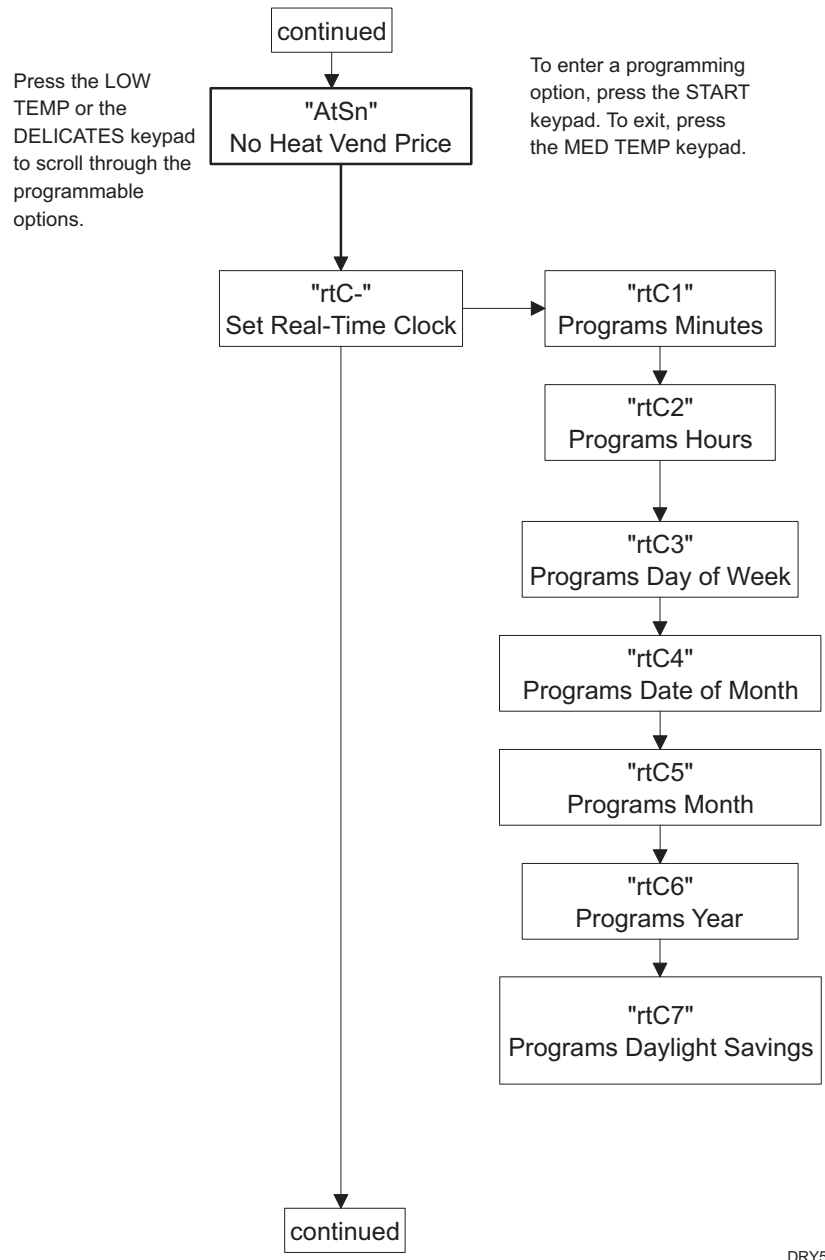 continued
Press the LOW
TEMP or the
DELICATES keypad
to scroll through the
programmable
options.
"AtSn"
No Heat Vend Price
To enter a programming
option, press the START
keypad. To exit, press
the MED TEMP keypad.
"rtC-"
Set Real-Time Clock
"rtC1"
Programs Minutes
"rtC2"
Programs Hours
"rtC3"
Programs Day of Week
"rtC4"
Programs Date of Month
"rtC5"
Programs Month
"rtC6"
Programs Year
"rtC7"
Programs Daylight Savings
continued